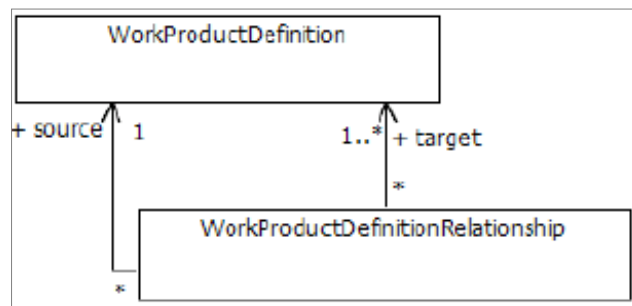 WorkProductDefinition
+ source 1 1..* + target
*
WorkProductDefinitionRelationship
*